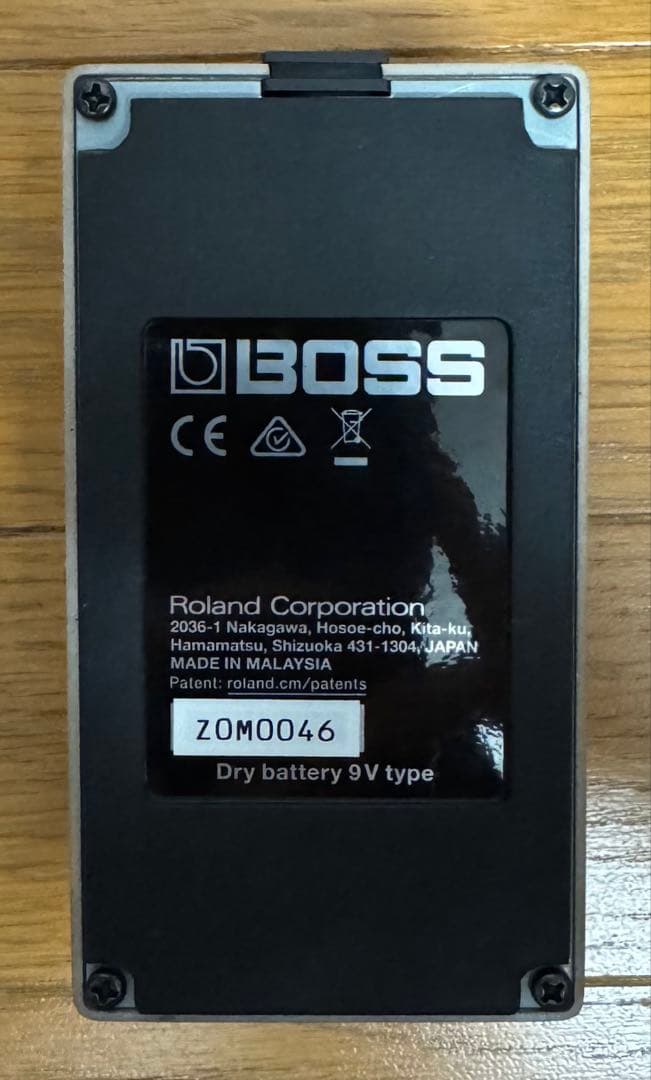 BOSS
CE
Roland Corporation
2036-1 Nakagawa, Hosoe-cho, Kita-ku,
Hamamatsu, Shizuoka 431-1304, JAPAN
MADE IN MALAYSIA
Patent: roland.cm/patents
Z0M0046
Dry battery 9V type